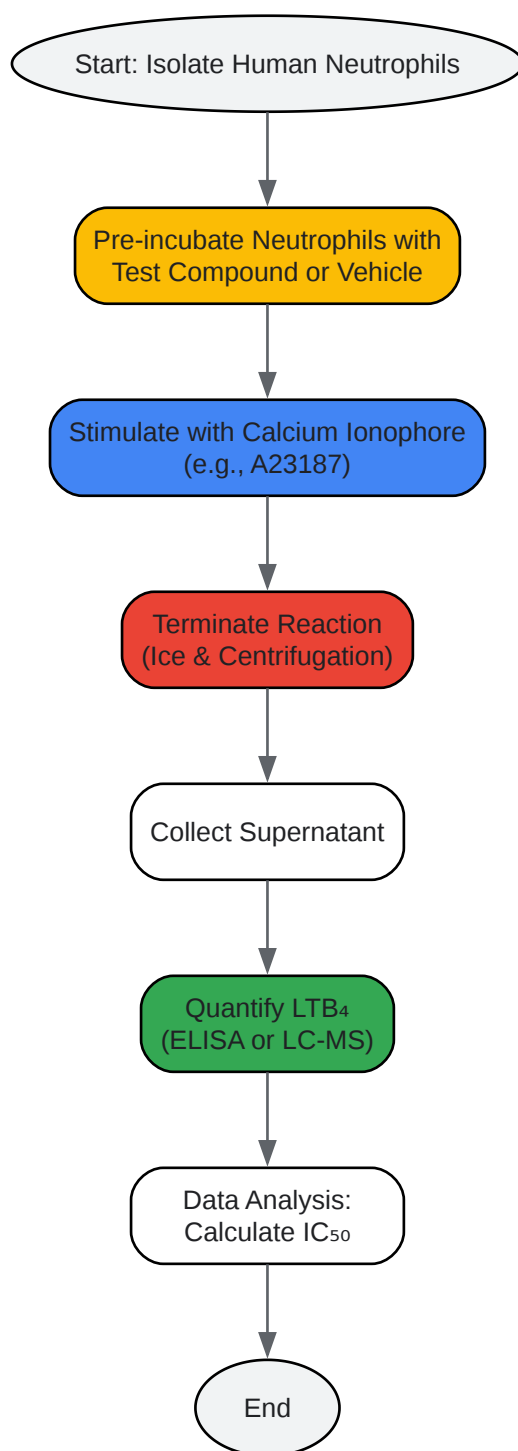 Start: Isolate Human Neutrophils
Pre-incubate Neutrophils with
Test Compound or Vehicle
Stimulate with Calcium Ionophore
(e.g., A23187)
Terminate Reaction
(Ice & Centrifugation)
Collect Supernatant
Quantify LTB₄
(ELISA or LC-MS)
Data Analysis:
Calculate IC₅₀
End